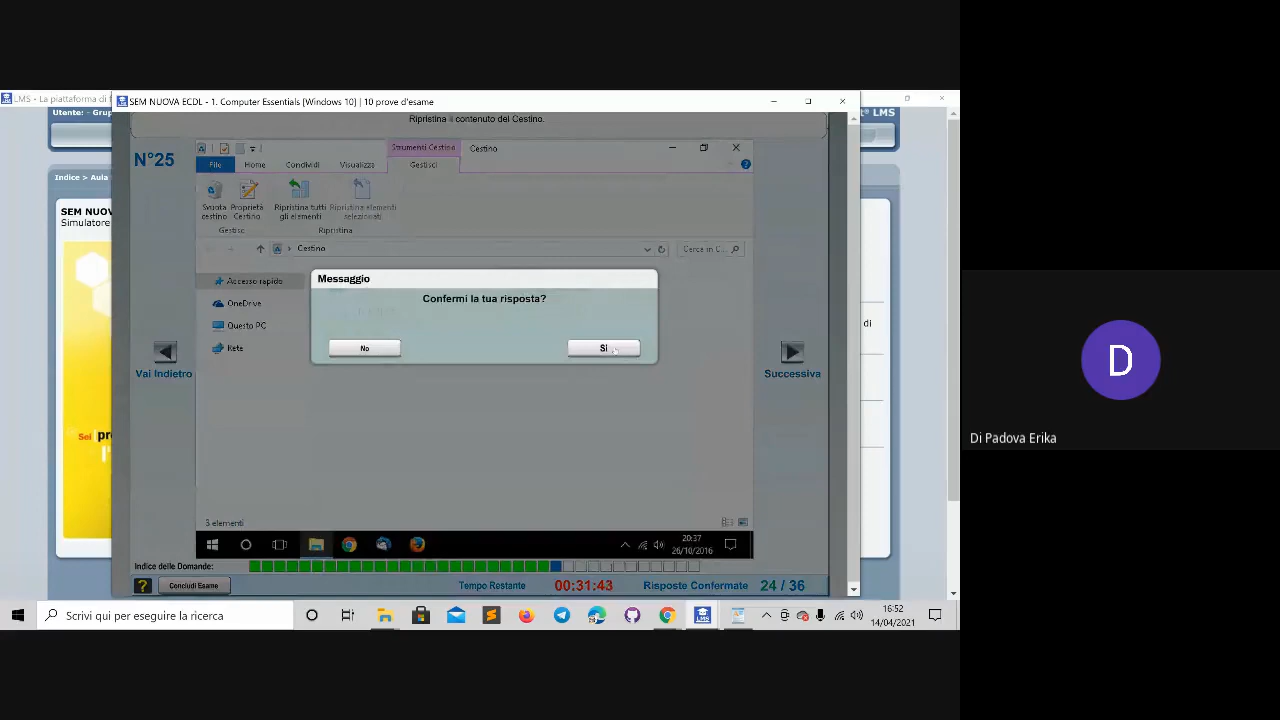 LMS - La piattaforma di f
SEM NUOVA ECDL - 1. Computer Essentials [Windows 10] | 10 prove d'esame
Utente: - Grup
® LMS
Ripristina il contenuto del Cestino.
N°25
Strumenti Cestino
Cestino
File
Home
Condividi
Visualizza
Gestisci
Indice > Aula
Svuota cestino
Proprietà Cestino
Ripristina tutti gli elementi
Ripristina elementi selezionati
SEM NUOV
Simulatore
Gestisci
Ripristina
Cestino
Cerca in C...
Messaggio
Accesso rapido
Confermi la tua risposta?
OneDrive
Questo PC
di
Rete
No
Si
Vai Indietro
Successiva
D
Sei
pr
l'
Di Padova Erika
3 elementi
20:37
26/10/2016
Indice delle Domande:
?
Concludi Esame
Tempo Restante
00:31:43
Risposte Confermate
24 / 36
Scrivi qui per eseguire la ricerca
LMS
16:52
14/04/2021